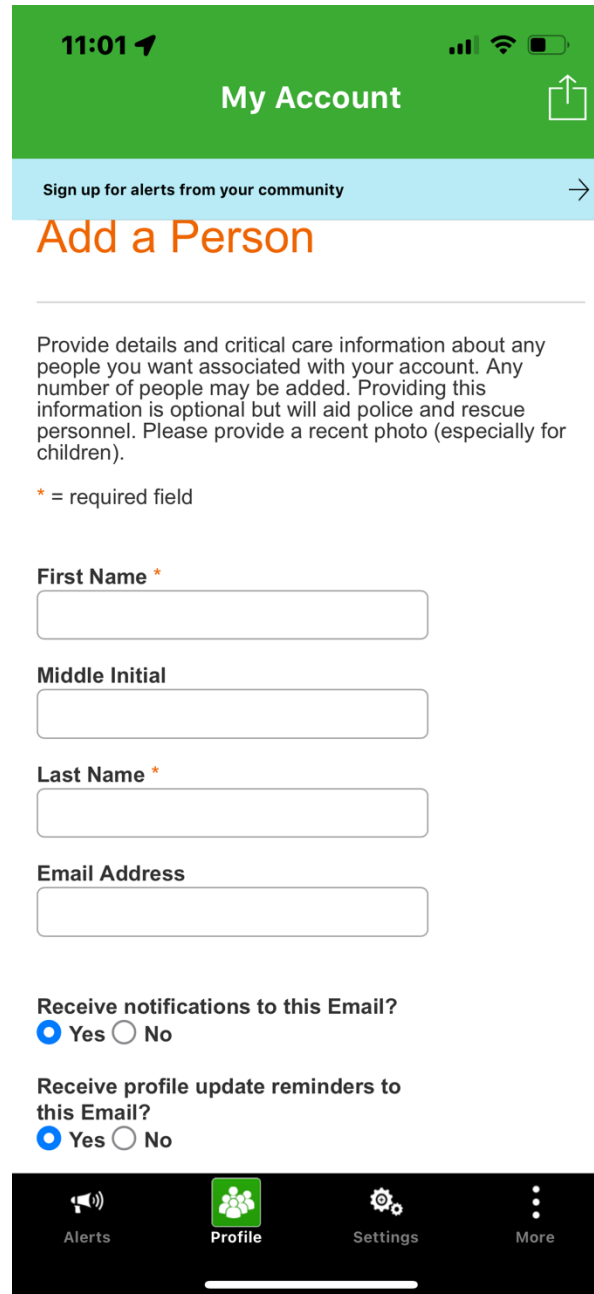 11:01
My Account
Sign up for alerts from your community
Add a Person
Provide details and critical care information about any
people you want associated with your account. Any
number of people may be added. Providing this
information is optional but will aid police and rescue
personnel. Please provide a recent photo (especially for
children).
* = required field
First Name *
Middle Initial
Last Name *
Email Address
Receive notifications to this Email?
Yes No
Receive profile update reminders to
this Email?
Yes No
Alerts Profile Settings More